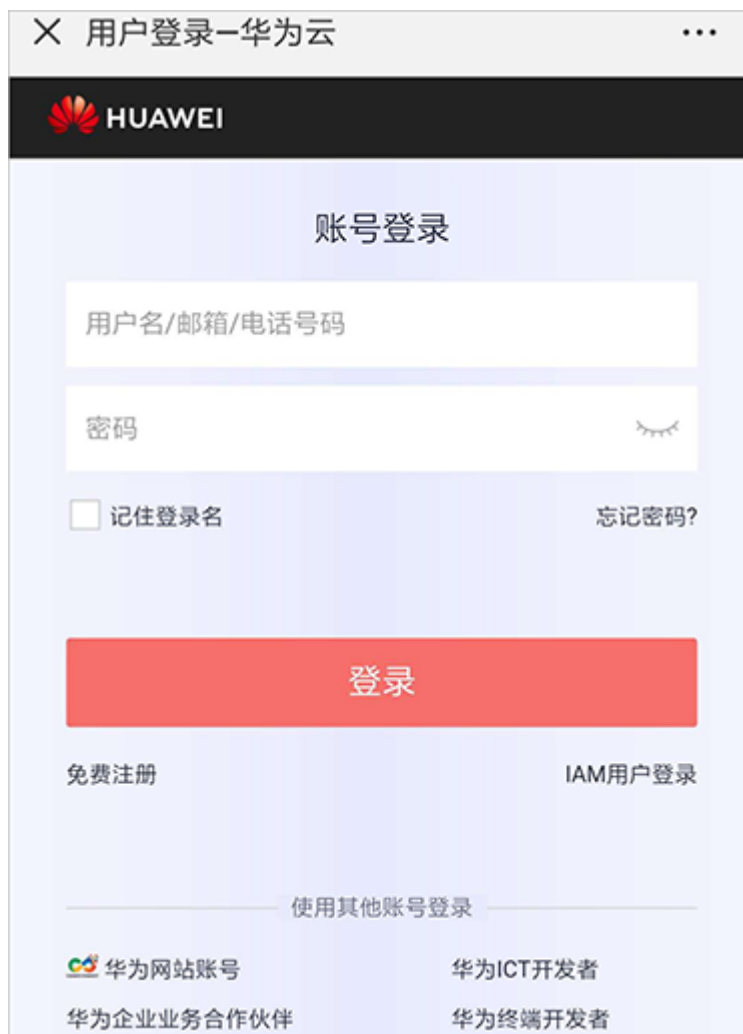 用户登录—华为云
HUAWEI
账号登录
用户名/邮箱/电话号码
密码
记住登录名 忘记密码?
登录
免费注册 IAM用户登录
使用其他账号登录
华为网站账号 华为ICT开发者
华为企业业务合作伙伴 华为终端开发者